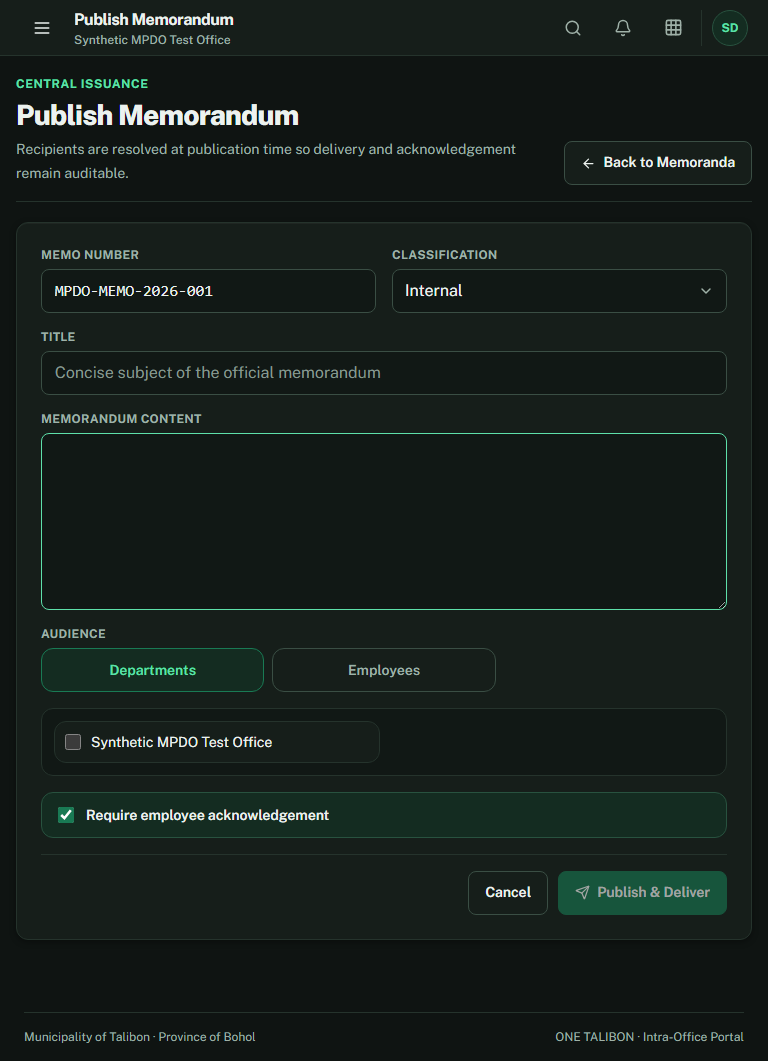 Publish Memorandum
Synthetic MPDO Test Office
SD
CENTRAL ISSUANCE
Publish Memorandum
Recipients are resolved at publication time so delivery and acknowledgement
remain auditable.
Back to Memoranda
MEMO NUMBER
CLASSIFICATION
MPDO-MEMO-2026-001
Internal
TITLE
Concise subject of the official memorandum
MEMORANDUM CONTENT
AUDIENCE
Departments
Employees
Synthetic MPDO Test Office
Require employee acknowledgement
Cancel
Publish & Deliver
Municipality of Talibon · Province of Bohol
ONE TALIBON · Intra-Office Portal